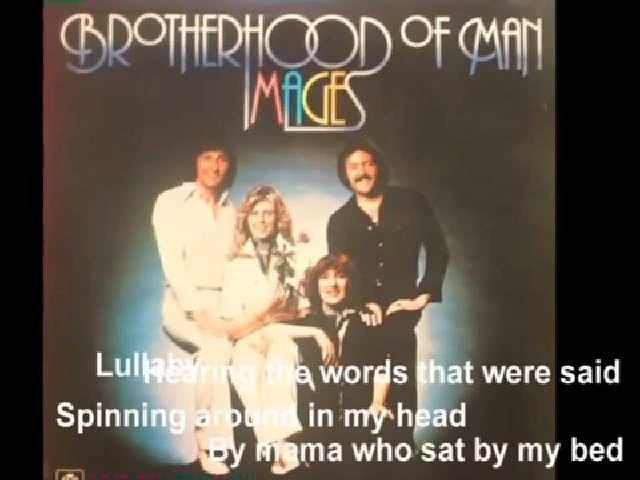 BROTHERHOOD OF MAN
IMAGES
Lullaby
Hearing the words that were said
Spinning around in my head
By mama who sat by my bed